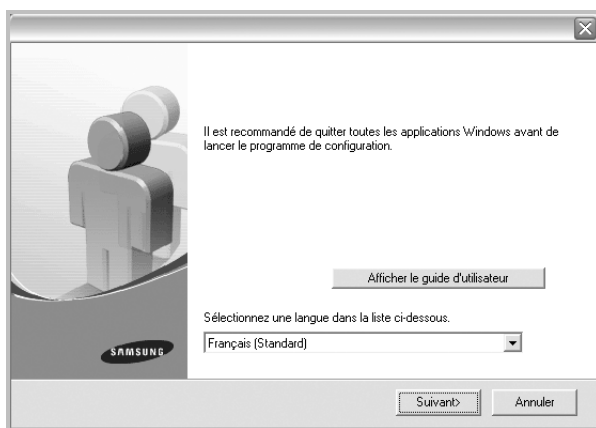 Il est recommandé de quitter toutes les applications Windows avant de
lancer le programme de configuration.
Afficher le guide d'utilisateur
Sélectionnez une langue dans la liste ci-dessous.
Français (Standard)
SAMSUNG
Suivant>
Annuler